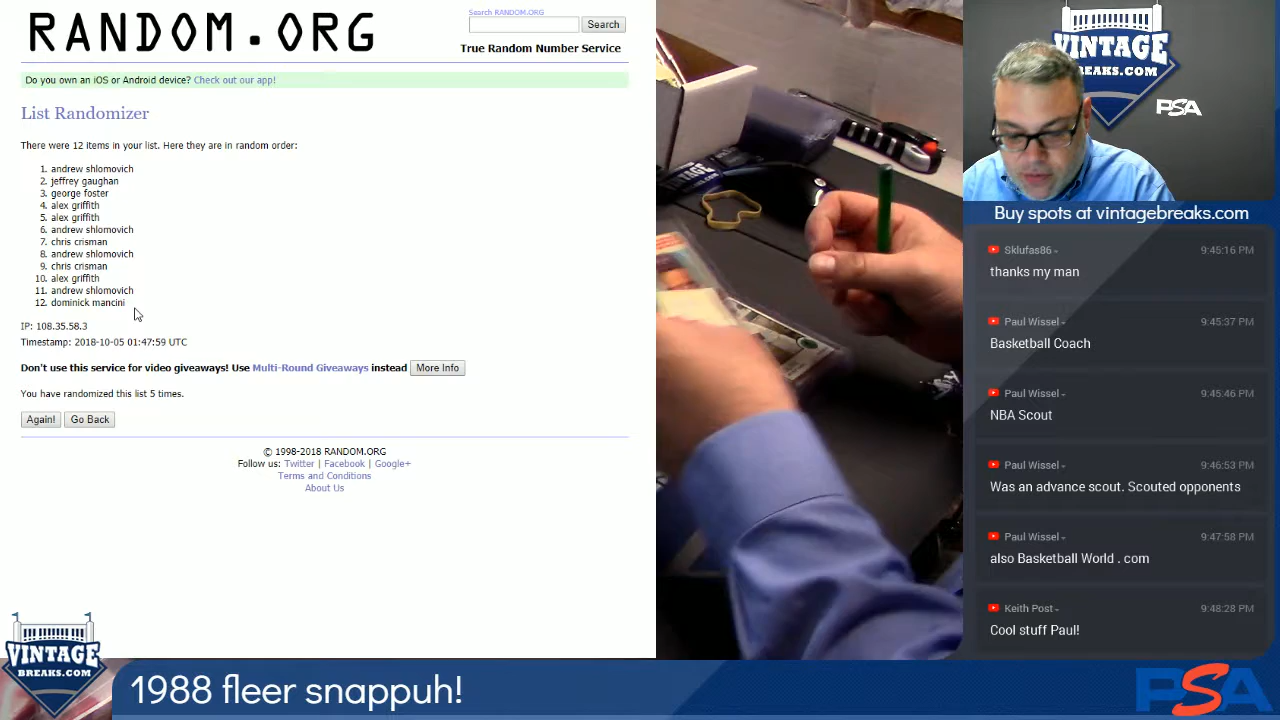 RANDOM.ORG
Search RANDOM.ORG
Search
True Random Number Service
Do you own an iOS or Android device? Check out our app!
List Randomizer
There were 12 items in your list. Here they are in random order:
1. andrew shlomovich
2. jeffrey gaughan
3. george foster
4. alex griffith
5. alex griffith
6. andrew shlomovich
7. chris crisman
8. andrew shlomovich
9. chris crisman
10. alex griffith
11. andrew shlomovich
12. dominick mancini
IP: 108.35.58.3
Timestamp: 2018-10-05 01:47:59 UTC
Don't use this service for video giveaways! Use Multi-Round Giveaways instead
More Info
You have randomized this list 5 times.
Again!
Go Back
© 1998-2018 RANDOM.ORG
Follow us: Twitter | Facebook | Google+
Terms and Conditions
About Us
VINTAGE
BREAKS.COM
PSA
Buy spots at vintagebreaks.com
Sklufas86
9:45:16 PM
thanks my man
Paul Wissel
9:45:37 PM
Basketball Coach
Paul Wissel
9:45:46 PM
NBA Scout
Paul Wissel
9:46:53 PM
Was an advance scout. Scouted opponents
Paul Wissel
9:47:58 PM
also Basketball World . com
Keith Post
9:48:28 PM
Cool stuff Paul!
VINTAGE
BREAKS.COM
1988 fleer snappuh!
PSA